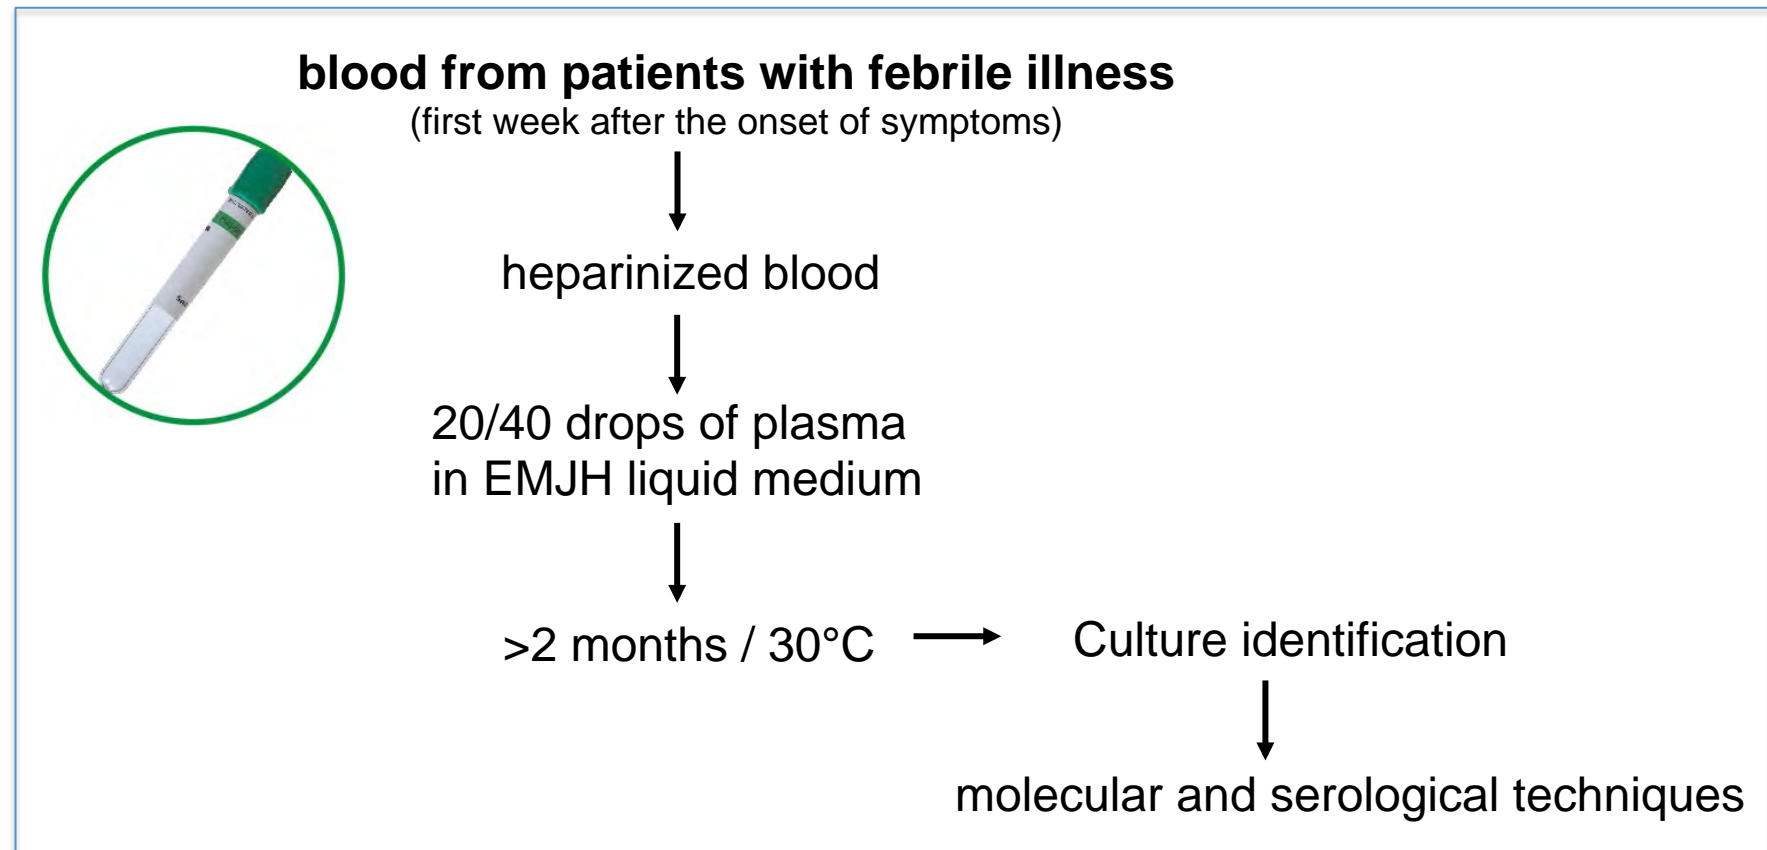 blood from patients with febrile illness
(first week after the onset of symptoms)
heparinized blood
20/40 drops of plasma
in EMJH liquid medium
>2 months / 30°C
Culture identification
molecular and serological techniques